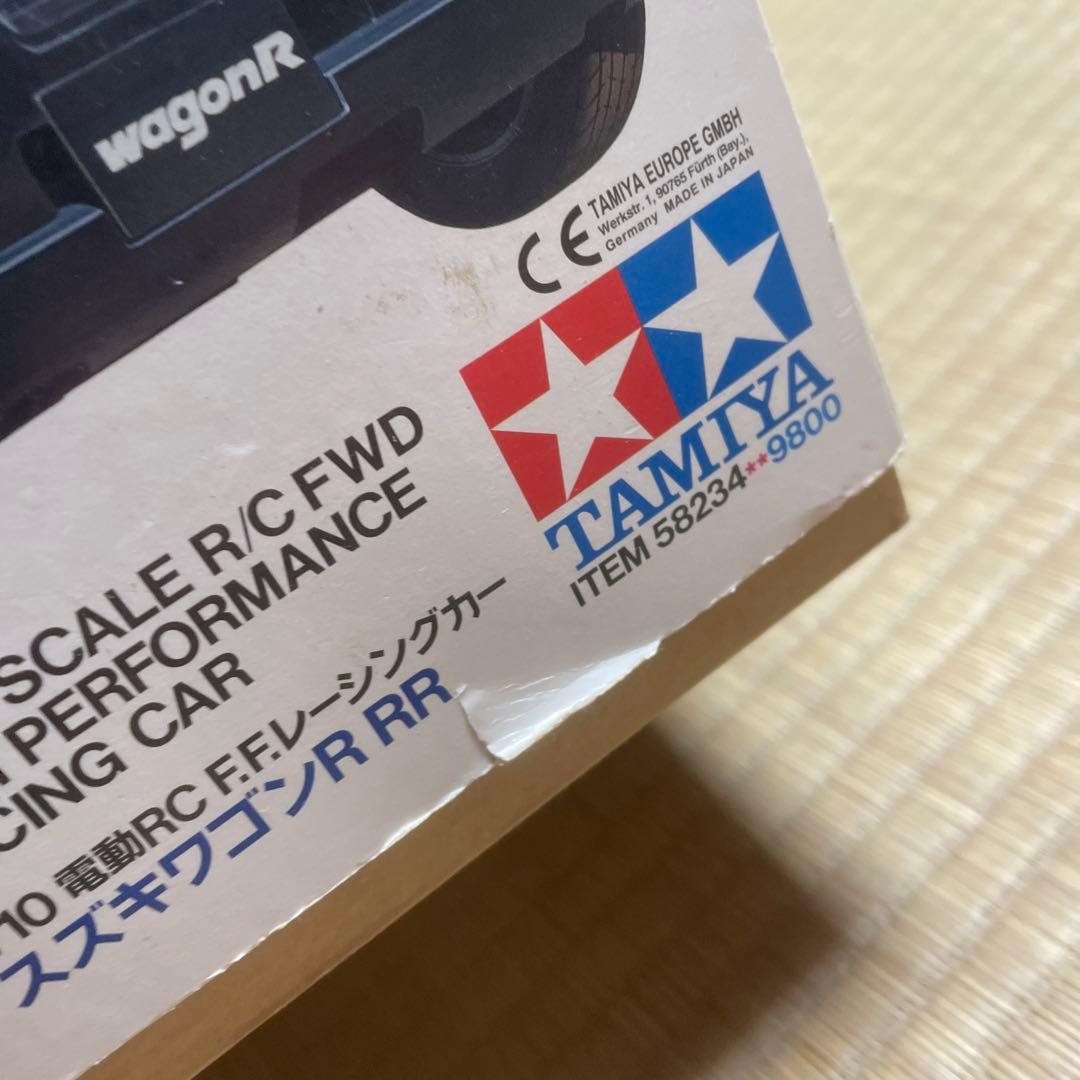 wagonR
CE
TAMIYA EUROPE GMBH
Werkstr. 1, 90765 Fürth (Bay.),
Germany MADE IN JAPAN
TAMIYA
ITEM 58234**9800
SCALE R/C FWD
PERFORMANCE
CING CAR
10 電動RC F.F.レーシングカー
スズキワゴンR RR